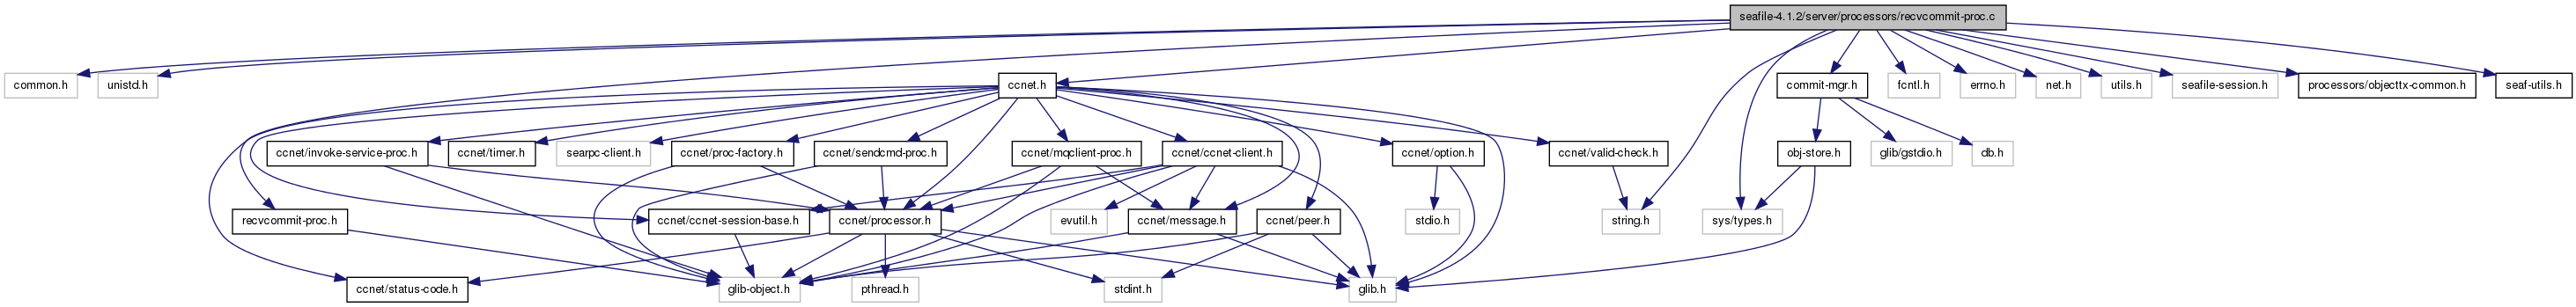 seafile-4.1.2/server/processors/recvcommit-proc.c
common.h
unistd.h
ccnet.h
commit-mgr.h
fcntl.h
errno.h
net.h
utils.h
seafile-session.h
processors/objecttx-common.h
seaf-utils.h
ccnet/invoke-service-proc.h
ccnet/timer.h
searpc-client.h
ccnet/proc-factory.h
ccnet/sendcmd-proc.h
ccnet/mqclient-proc.h
ccnet/ccnet-client.h
ccnet/option.h
ccnet/valid-check.h
obj-store.h
glib/gstdio.h
db.h
recvcommit-proc.h
ccnet/ccnet-session-base.h
ccnet/processor.h
evutil.h
ccnet/message.h
ccnet/peer.h
stdio.h
string.h
sys/types.h
ccnet/status-code.h
glib-object.h
pthread.h
stdint.h
glib.h